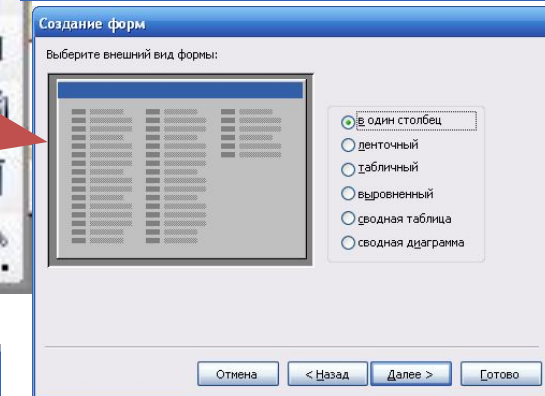 Создание форм
Выберите внешний вид формы:
в один столбец
ленточный
табличный
выровненный
сводная таблица
сводная диаграмма
Отмена
< Назад
Далее >
Готово